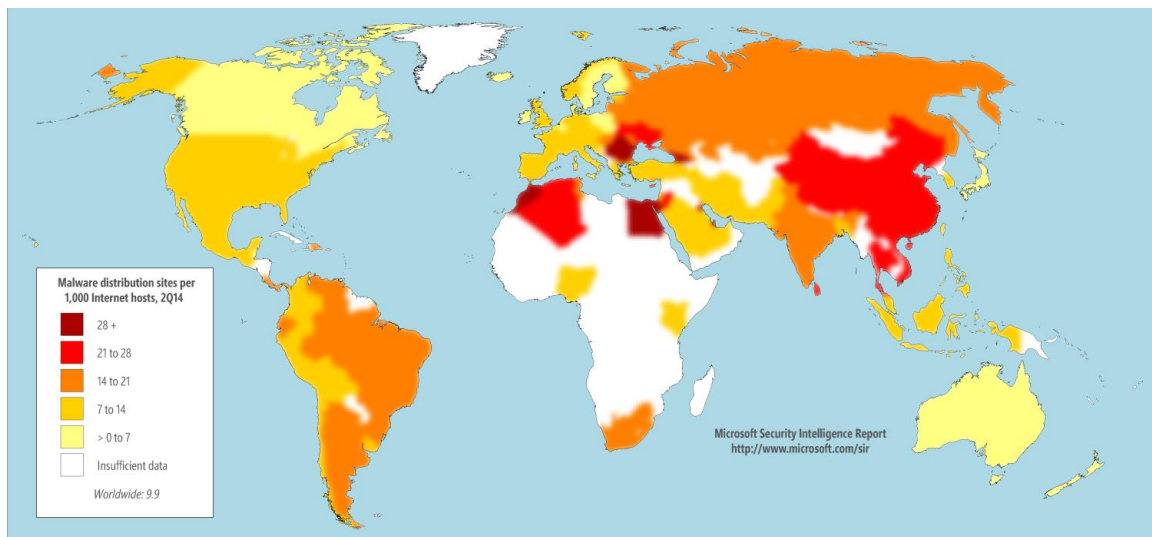 Malware distribution sites per
1,000 Internet hosts, 2Q14
28 +
21 to 28
14 to 21
7 to 14
> 0 to 7
Insufficient data
Worldwide: 9.9
Microsoft Security Intelligence Report
http://www.microsoft.com/sir